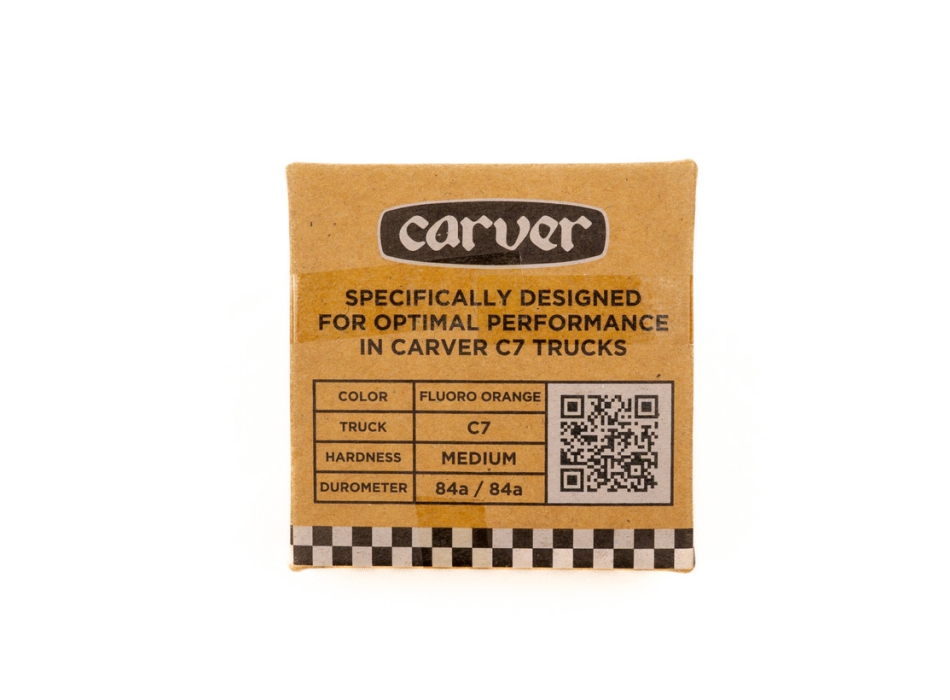 carver
SPECIFICALLY DESIGNED
FOR OPTIMAL PERFORMANCE
IN CARVER C7 TRUCKS
COLOR FLUORO ORANGE
TRUCK C7
HARDNESS MEDIUM
DUROMETER 84a / 84a